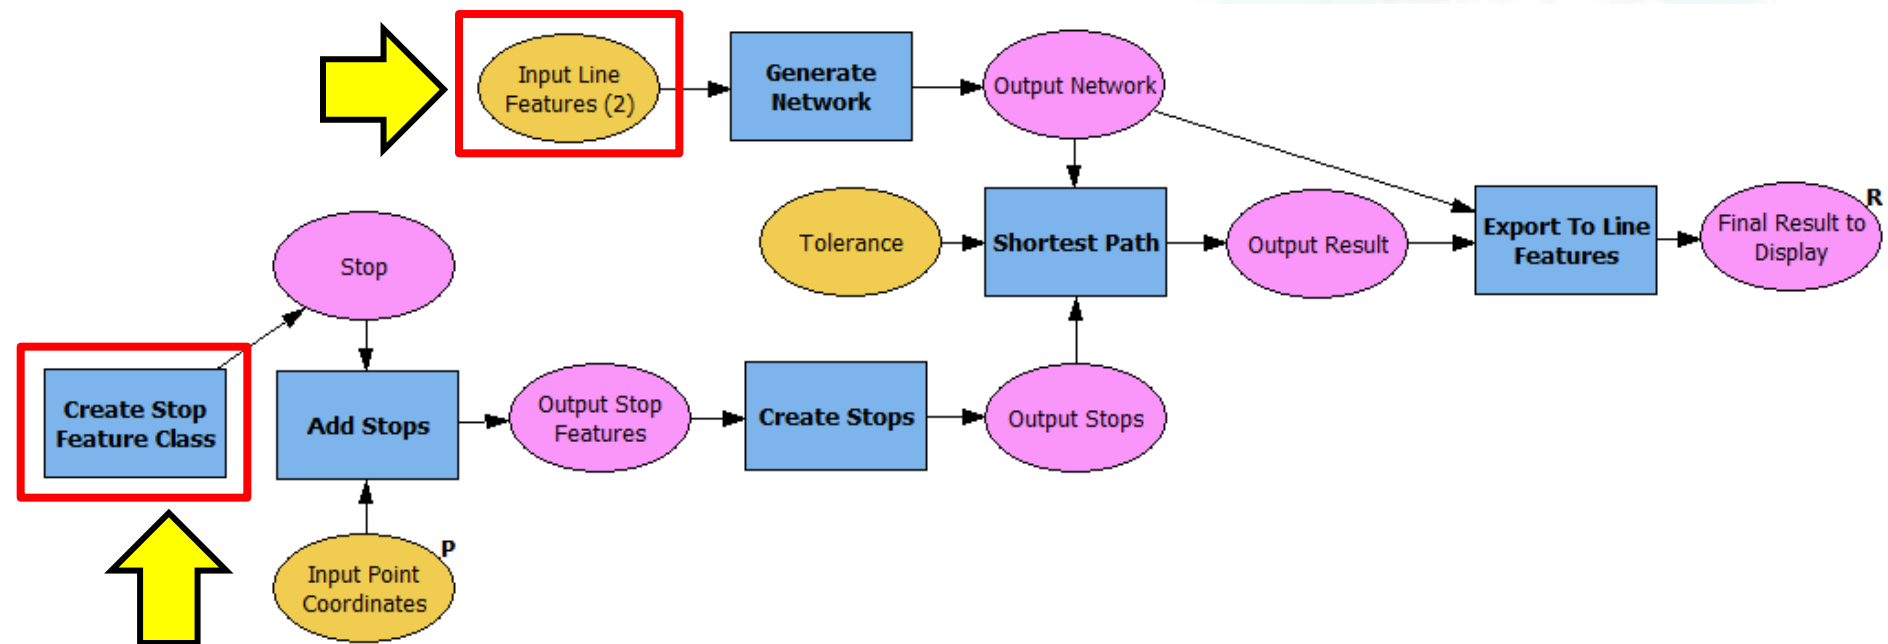 Input Line
Features (2)
Generate
Network
Output Network
Tolerance
Shortest Path
Output Result
Export To Line
Features
R
Final Result to
Display
Stop
Create Stop
Feature Class
Add Stops
Output Stop
Features
Create Stops
Output Stops
P
Input Point
Coordinates